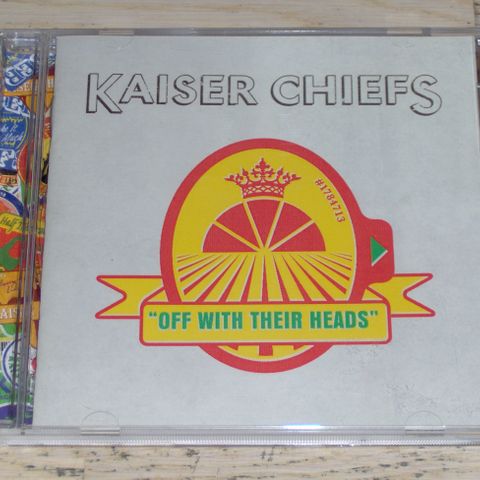 KAISER CHIEFS
#1784713
"OFF WITH THEIR HEADS"